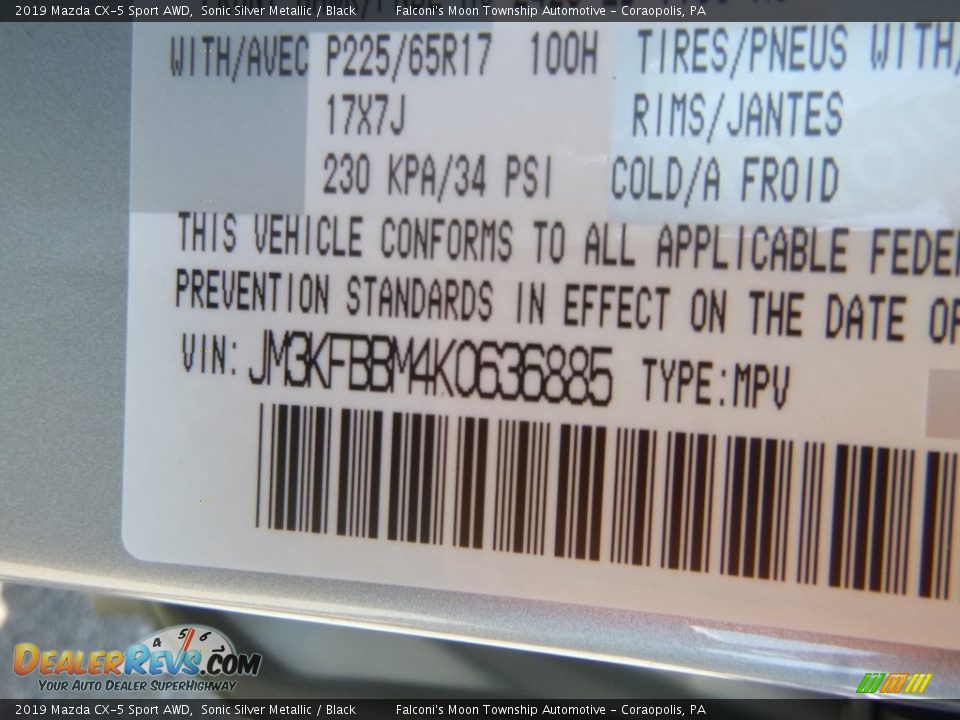 2019 Mazda CX-5 Sport AWD, Sonic Silver Metallic / Black Falconi's Moon Township Automotive - Coraopolis, PA
WITH/AVEC P225/65R17 100H TIRES/PNEUS WITH/
17X7J RIMS/JANTES
230 KPA/34 PSI COLD/A FROID
THIS VEHICLE CONFORMS TO ALL APPLICABLE FEDE
PREVENTION STANDARDS IN EFFECT ON THE DATE OF
VIN: JM3KFBBM4K0636885 TYPE:MPV
4 5 6
DEALERREVS.COM
YOUR AUTO DEALER SUPERHIGHWAY
2019 Mazda CX-5 Sport AWD, Sonic Silver Metallic / Black Falconi's Moon Township Automotive - Coraopolis, PA